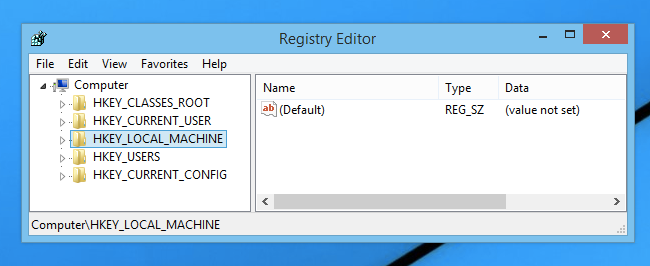 Registry Editor
File Edit View Favorites Help
Computer
HKEY_CLASSES_ROOT
HKEY_CURRENT_USER
HKEY_LOCAL_MACHINE
HKEY_USERS
HKEY_CURRENT_CONFIG
Name Type Data
ab (Default) REG_SZ (value not set)
Computer\HKEY_LOCAL_MACHINE